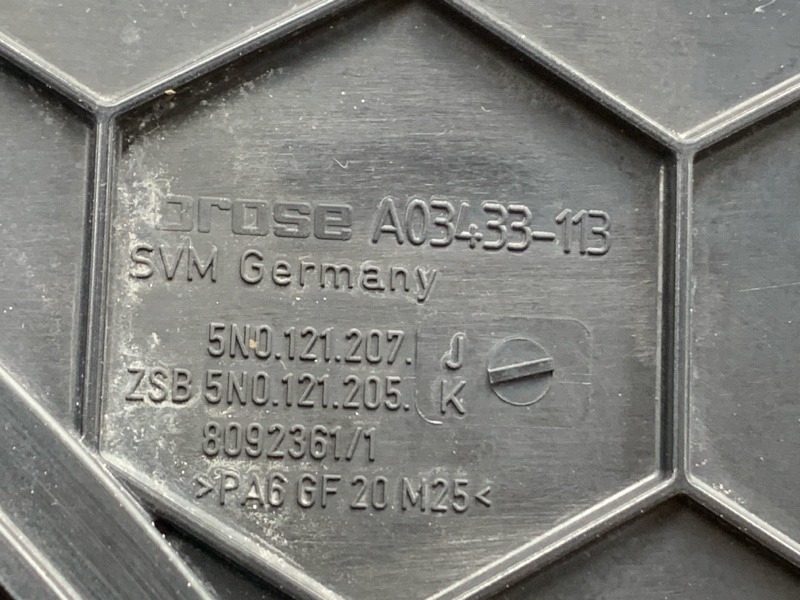 brose A03433-113
SVM Germany
5N0.121.207. J
ZSB 5N0.121.205. K
8092361/1
>PA6 GF 20 M25<